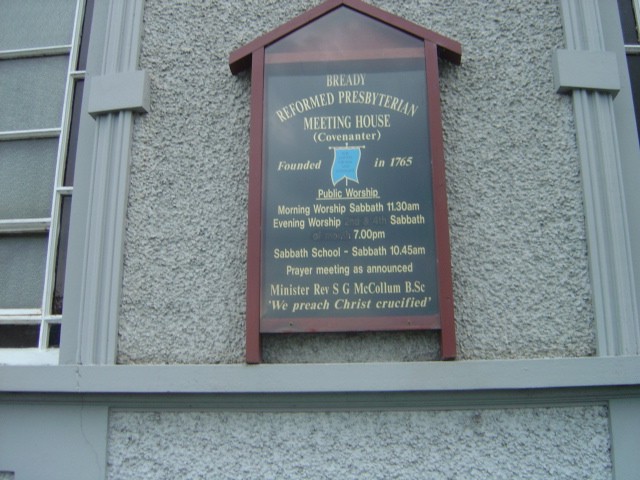 BREADY
REFORMED PRESBYTERIAN
MEETING HOUSE
(Covenanter)
Founded in 1765
Public Worship
Morning Worship Sabbath 11.30am
Evening Worship 2nd & 4th Sabbath
7.00pm
Sabbath School - Sabbath 10.45am
Prayer meeting as announced
Minister Rev S G McCollum B.Sc
'We preach Christ crucified'